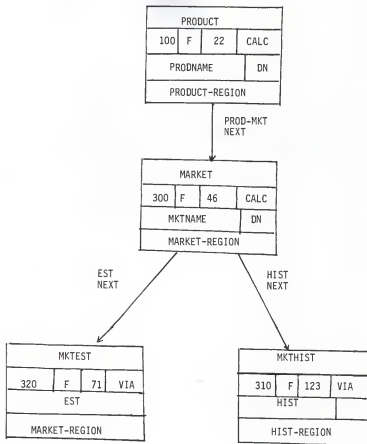 PRODUCT
100 F 22 CALC
PRODNAME DN
PRODUCT-REGION
PROD-MKT
NEXT
MARKET
300 F 46 CALC
MKTNAME DN
MARKET-REGION
EST
NEXT
HIST
NEXT
MKTEST
320 F 71 VIA
EST
MARKET-REGION
MKTHIST
310 F 123 VIA
HIST
HIST-REGION